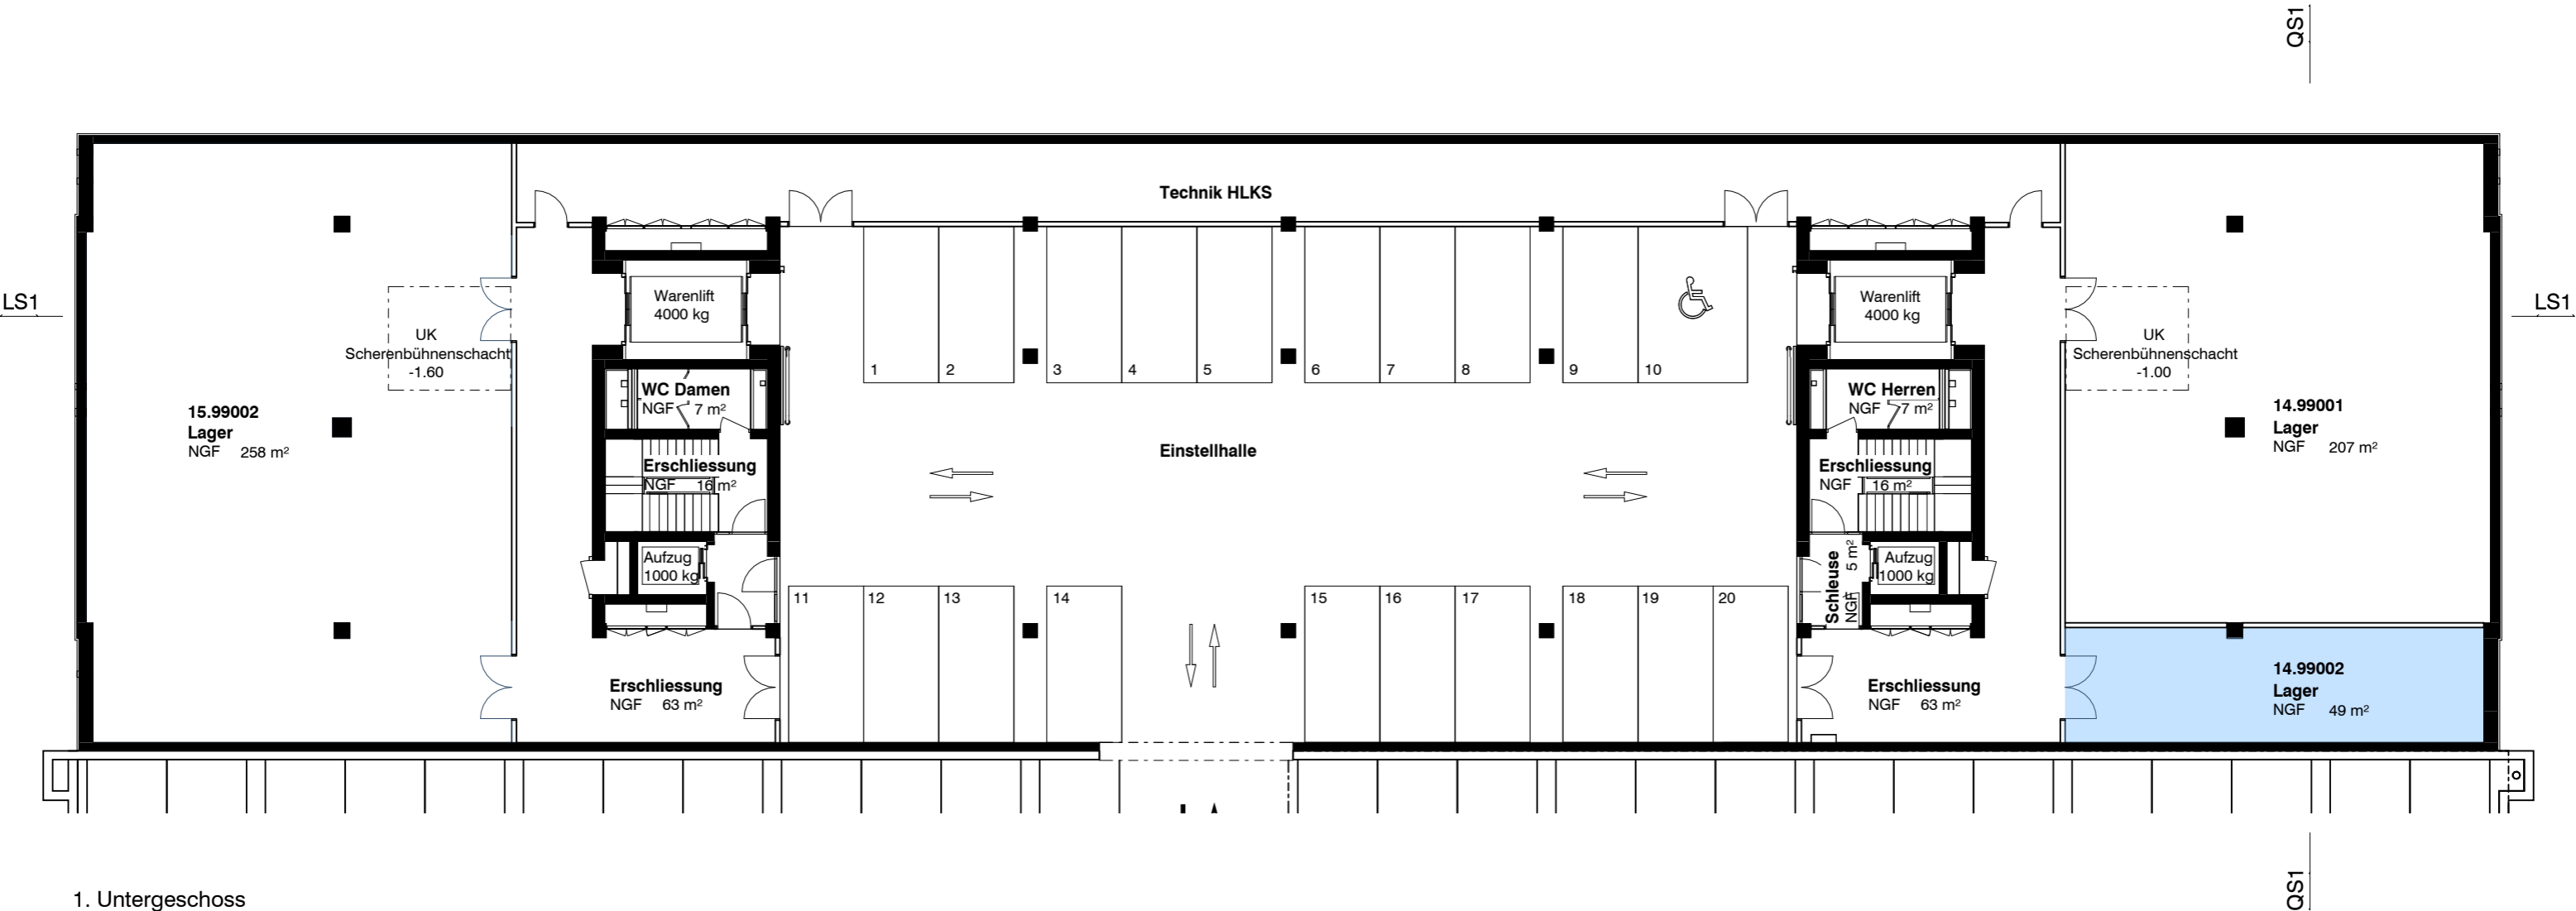 QS1
Technik HLKS
LS1
LS1
Warenlift
4000 kg
Warenlift
4000 kg
UK
Scherenbühnenschacht
-1.60
UK
Scherenbühnenschacht
-1.00
1
2
3
4
5
6
7
8
9
10
WC Damen
NGF 7 m²
WC Herren
NGF 7 m²
15.99002
Lager
NGF 258 m²
14.99001
Lager
NGF 207 m²
Einstellhalle
Erschliessung
NGF 16 m²
Erschliessung
NGF 16 m²
Aufzug
1000 kg
Schleuse
NGF 5 m²
Aufzug
1000 kg
11
12
13
14
15
16
17
18
19
20
Erschliessung
NGF 63 m²
Erschliessung
NGF 63 m²
14.99002
Lager
NGF 49 m²
QS1
1. Untergeschoss